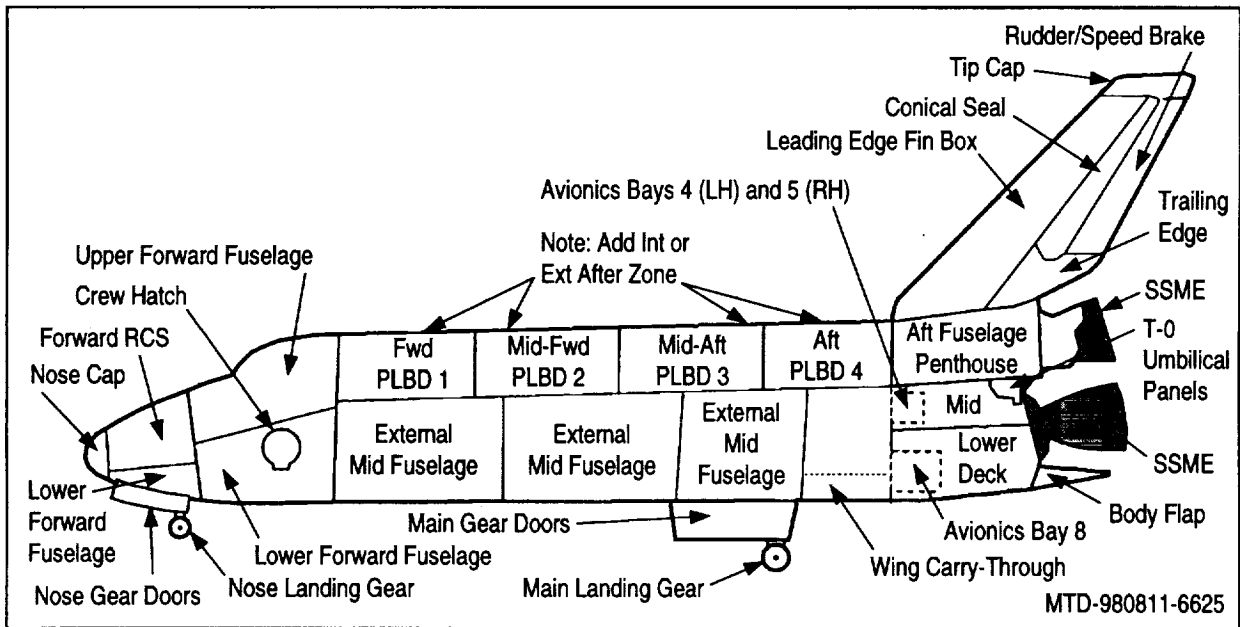 Rudder/Speed Brake
Tip Cap
Conical Seal
Leading Edge Fin Box
Avionics Bays 4 (LH) and 5 (RH)
Trailing
Edge
Note: Add Int or
Ext After Zone
Upper Forward Fuselage
Crew Hatch
Forward RCS
Nose Cap
SSME
T-0
Umbilical
Panels
Fwd
PLBD 1
Mid-Fwd
PLBD 2
Mid-Aft
PLBD 3
Aft
PLBD 4
Aft Fuselage
Penthouse
External
Mid Fuselage
External
Mid Fuselage
External
Mid
Fuselage
Mid
Lower
Deck
SSME
Lower
Forward
Fuselage
Main Gear Doors
Body Flap
Avionics Bay 8
Lower Forward Fuselage
Wing Carry-Through
Nose Landing Gear
Main Landing Gear
Nose Gear Doors
MTD-980811-6625